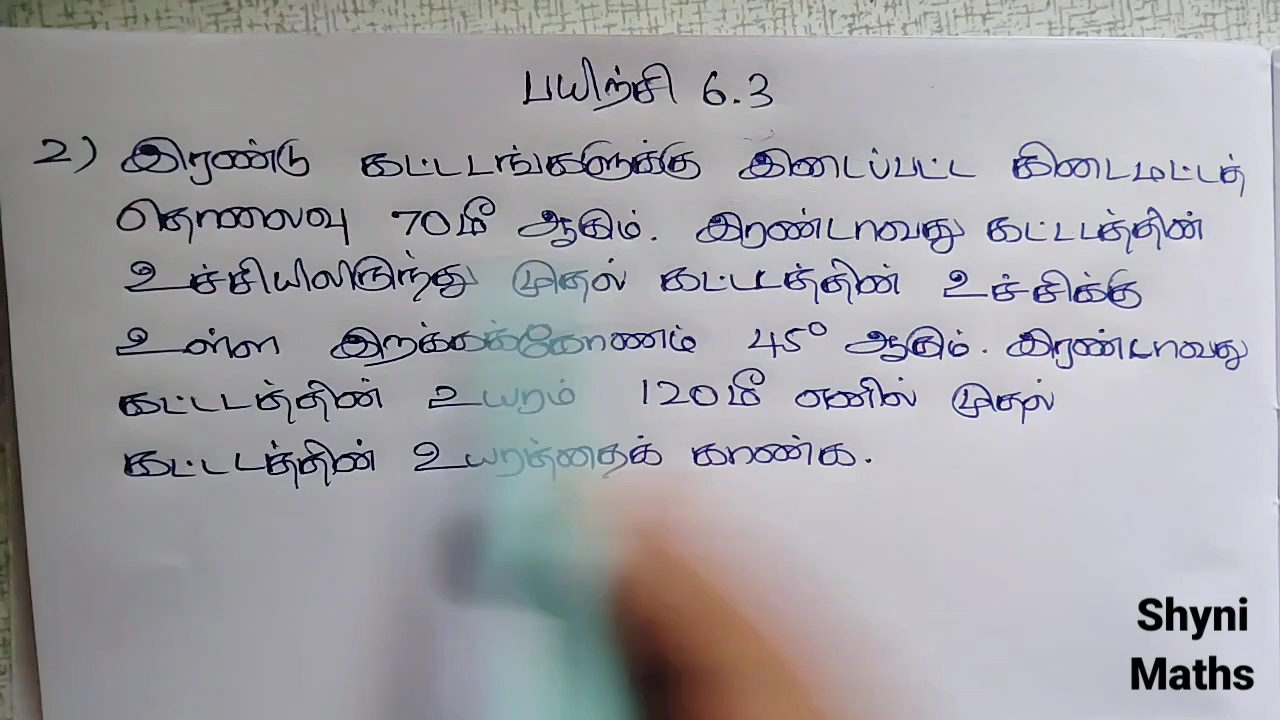 பயிற்சி 6.3
2) இரண்டு கட்டடங்களுக்கு இடைப்பட்ட கிடைமட்டத்
தொலைவு 70மீ ஆகும். இரண்டாவது கட்டடத்தின்
உச்சியிலிருந்து முதல் கட்டடத்தின் உச்சிக்கு
உள்ள இறக்கக்கோணம் 45° ஆகும். இரண்டாவது
கட்டடத்தின் உயரம் 120மீ எனில் முதல்
கட்டடத்தின் உயரத்தைக் காண்க.
Shyni
Maths